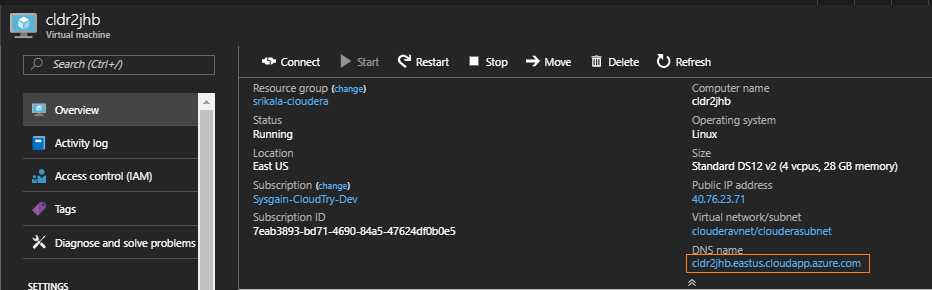 cldr2jhb
Virtual machine
Search (Ctrl+/)
Overview
Activity log
Access control (IAM)
Tags
Diagnose and solve problems
SETTINGS
Connect Start Restart Stop Move Delete Refresh
Resource group (change)
srikala-cloudera
Status
Running
Location
East US
Subscription (change)
Sysgain-CloudTry-Dev
Subscription ID
7eab3893-bd71-4690-84a5-47624df0b0e5
Computer name
cldr2jhb
Operating system
Linux
Size
Standard DS12 v2 (4 vcpus, 28 GB memory)
Public IP address
40.76.23.71
Virtual network/subnet
clouderavnet/clouderasubnet
DNS name
cldr2jhb.eastus.cloudapp.azure.com